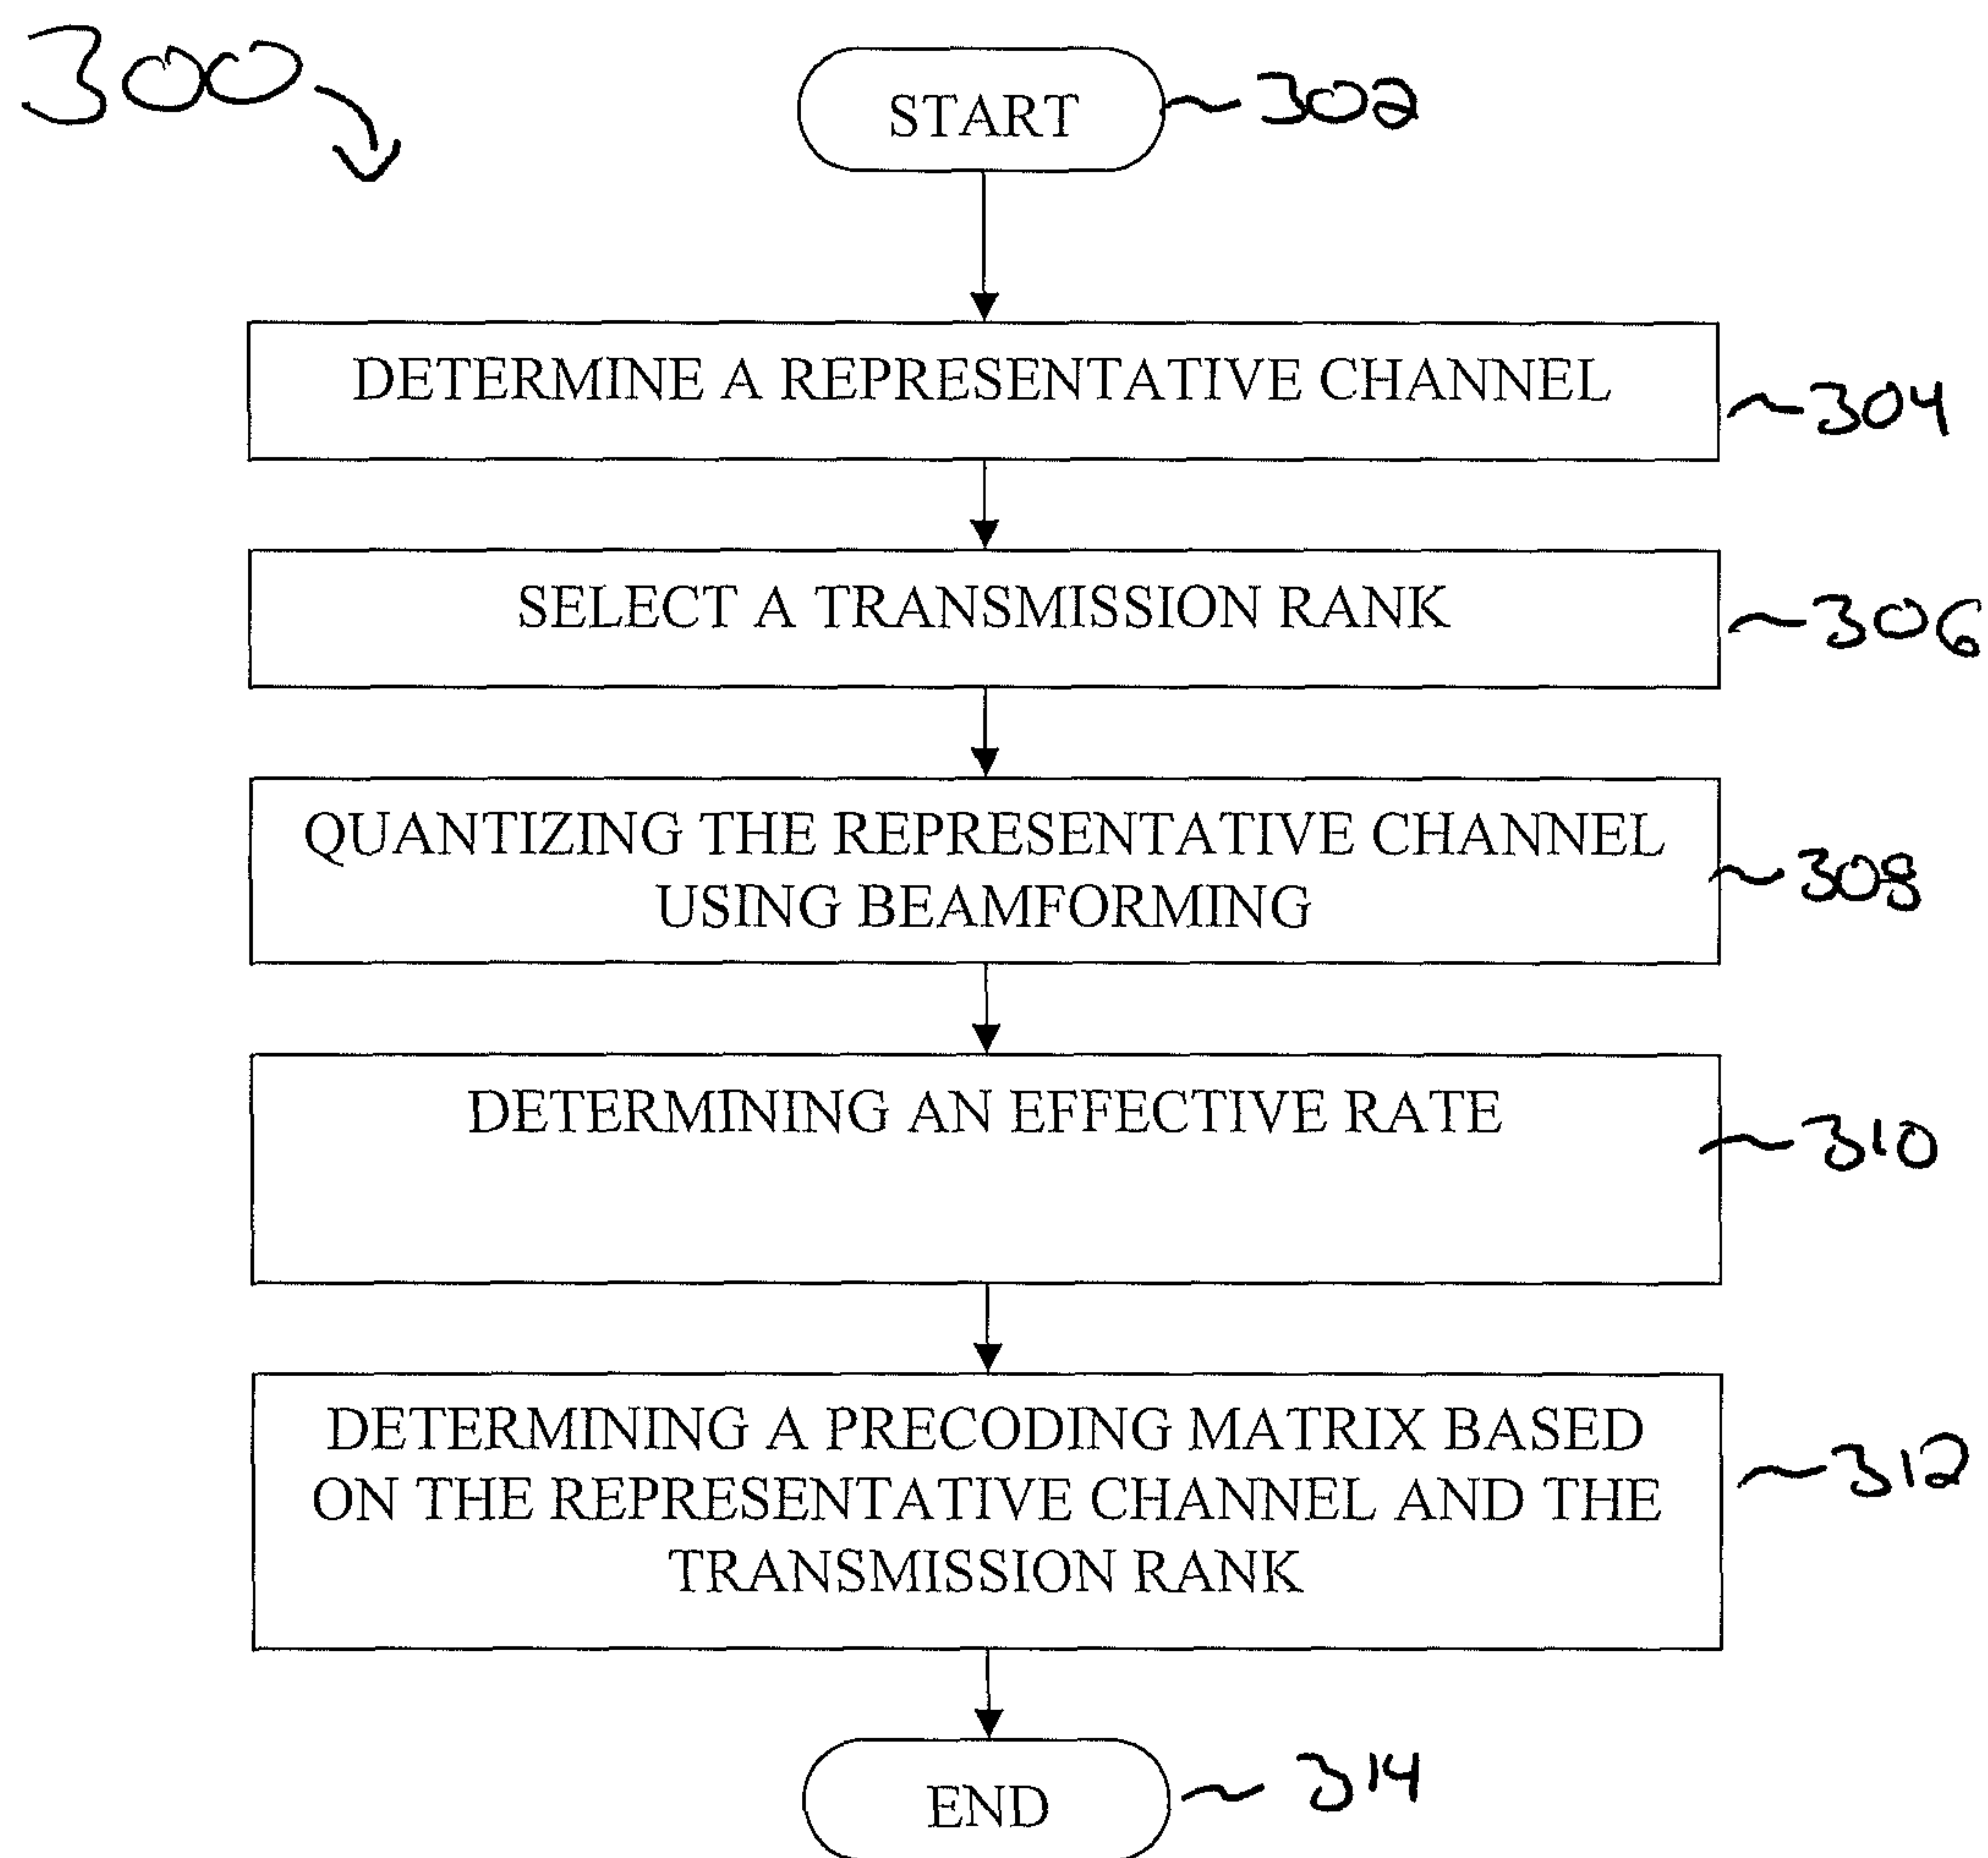 300
START
~302
DETERMINE A REPRESENTATIVE CHANNEL
~304
SELECT A TRANSMISSION RANK
~306
QUANTIZING THE REPRESENTATIVE CHANNEL
USING BEAMFORMING
~308
DETERMINING AN EFFECTIVE RATE
~310
DETERMINING A PRECODING MATRIX BASED
ON THE REPRESENTATIVE CHANNEL AND THE
TRANSMISSION RANK
~312
END
~314